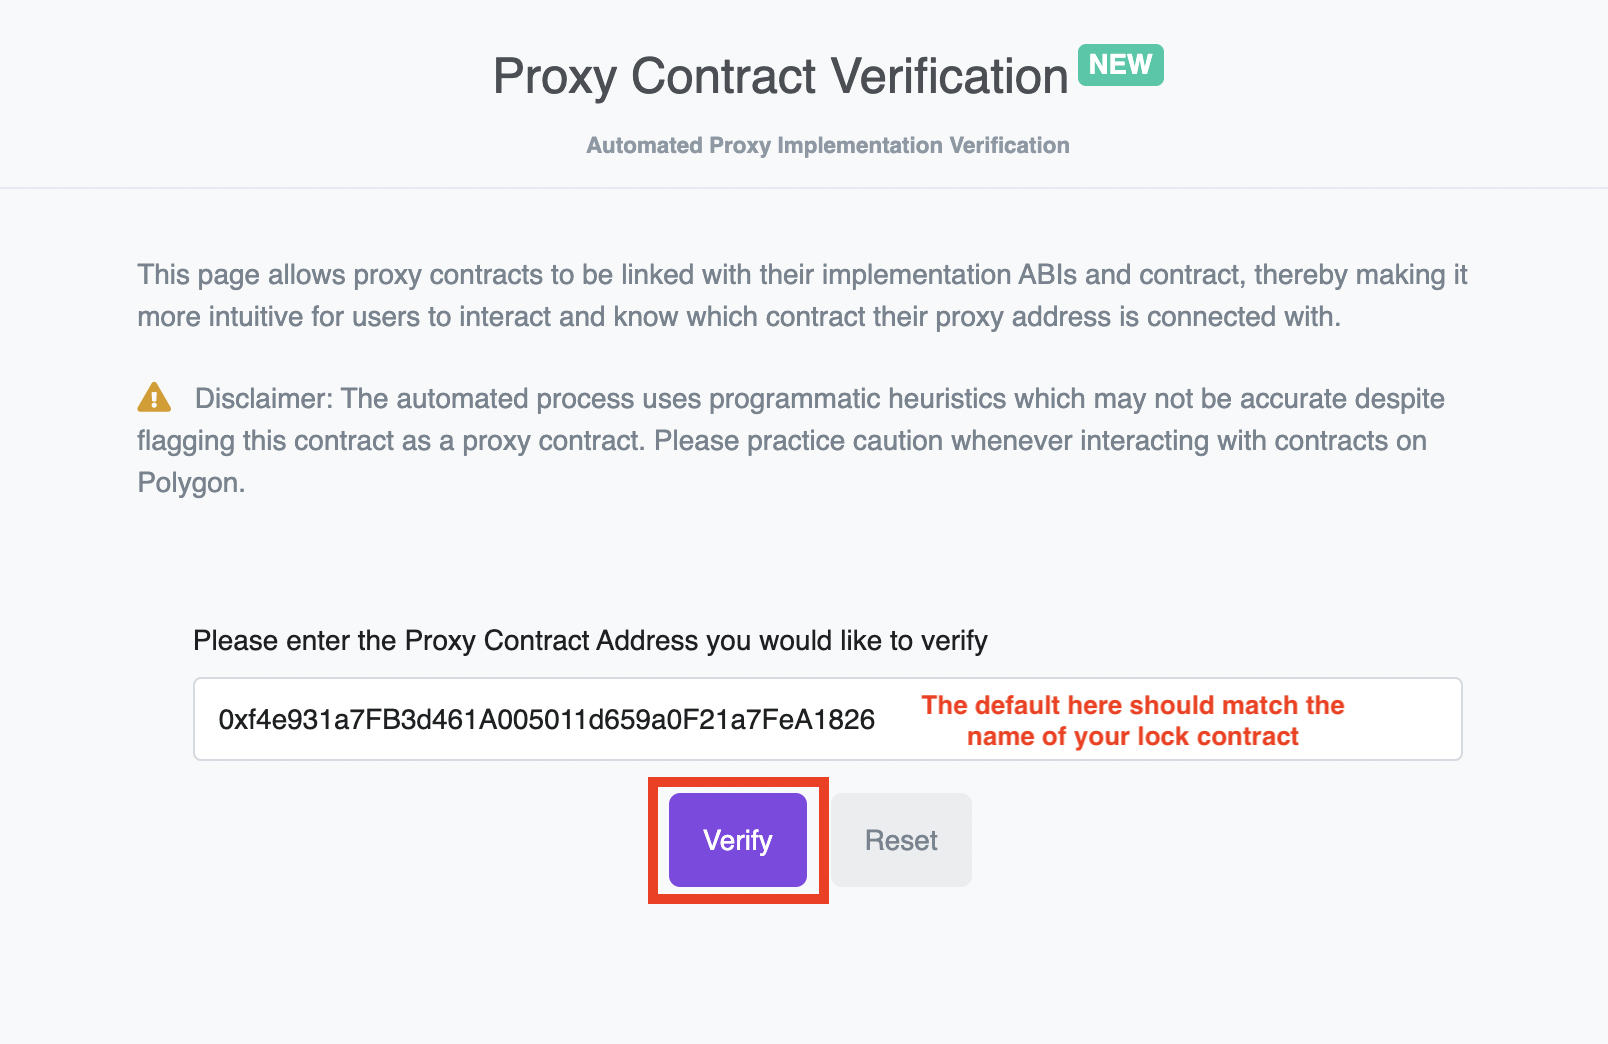 Proxy Contract Verification NEW
Automated Proxy Implementation Verification
This page allows proxy contracts to be linked with their implementation ABIs and contract, thereby making it
more intuitive for users to interact and know which contract their proxy address is connected with.
Disclaimer: The automated process uses programmatic heuristics which may not be accurate despite
flagging this contract as a proxy contract. Please practice caution whenever interacting with contracts on
Polygon.
Please enter the Proxy Contract Address you would like to verify
0xf4e931a7FB3d461A005011d659a0F21a7FeA1826
The default here should match the
name of your lock contract
Verify
Reset